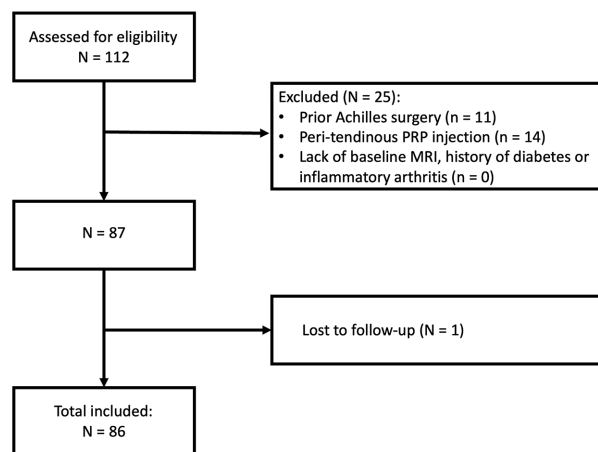 Assessed for eligibility
N = 112
Excluded (N = 25):
• Prior Achilles surgery (n = 11)
• Peri-tendinous PRP injection (n = 14)
• Lack of baseline MRI, history of diabetes or
inflammatory arthritis (n = 0)
N = 87
Lost to follow-up (N = 1)
Total included:
N = 86